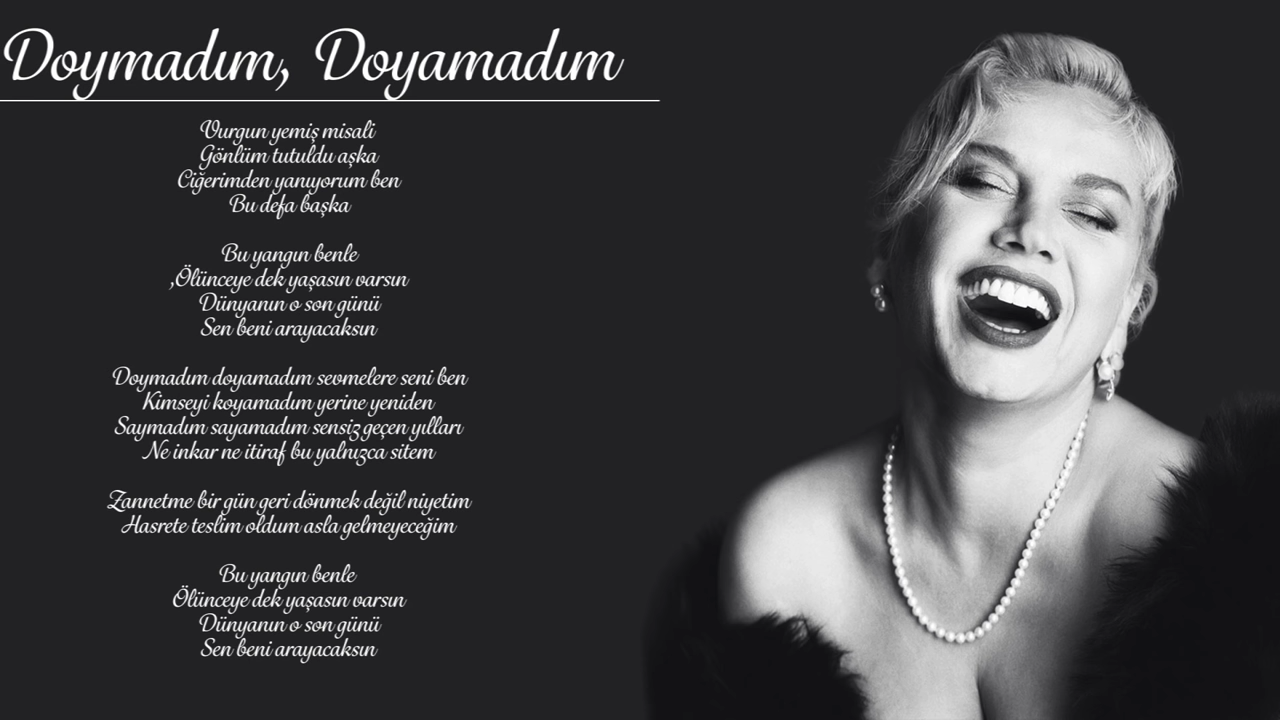 Doymadım, Doyamadım
Vurgun yemiş misali
Gönlüm tutuldu aşka
Ciğerimden yanıyorum ben
Bu defa başka
Bu yangın benle
,Ölünceye dek yaşasın varsın
Dünyanın o son günü
Sen beni arayacaksın
Doymadım doyamadım sevmelere seni ben
Kimseyi koyamadım yerine yeniden
Saymadım sayamadım sensiz geçen yılları
Ne inkar ne itiraf bu yalnızca sitem
Zannetme bir gün geri dönmek değil niyetim
Hasrete teslim oldum asla gelmeyeceğim
Bu yangın benle
Ölünceye dek yaşasın varsın
Dünyanın o son günü
Sen beni arayacaksın